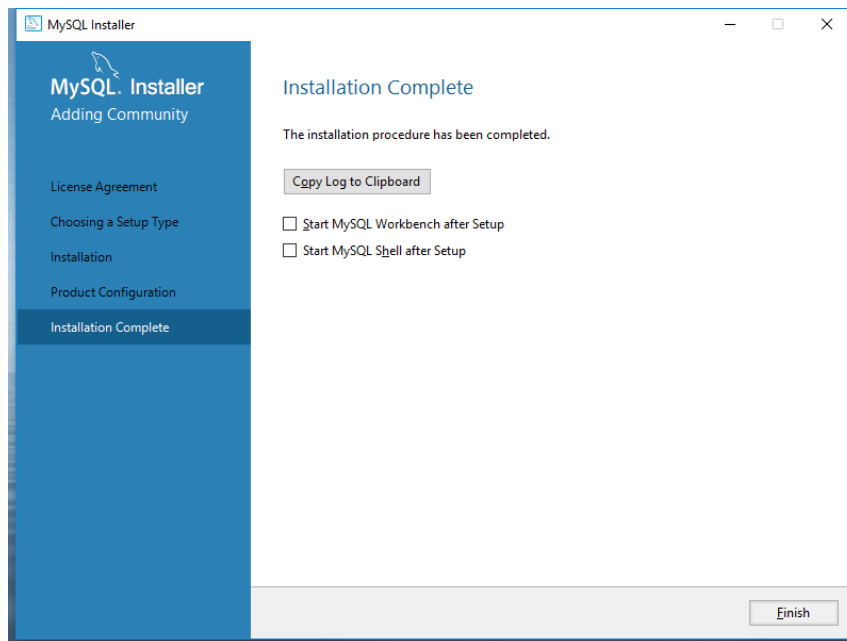 MySQL Installer
MySQL. Installer
Adding Community
License Agreement
Choosing a Setup Type
Installation
Product Configuration
Installation Complete
Installation Complete
The installation procedure has been completed.
Copy Log to Clipboard
Start MySQL Workbench after Setup
Start MySQL Shell after Setup
Finish